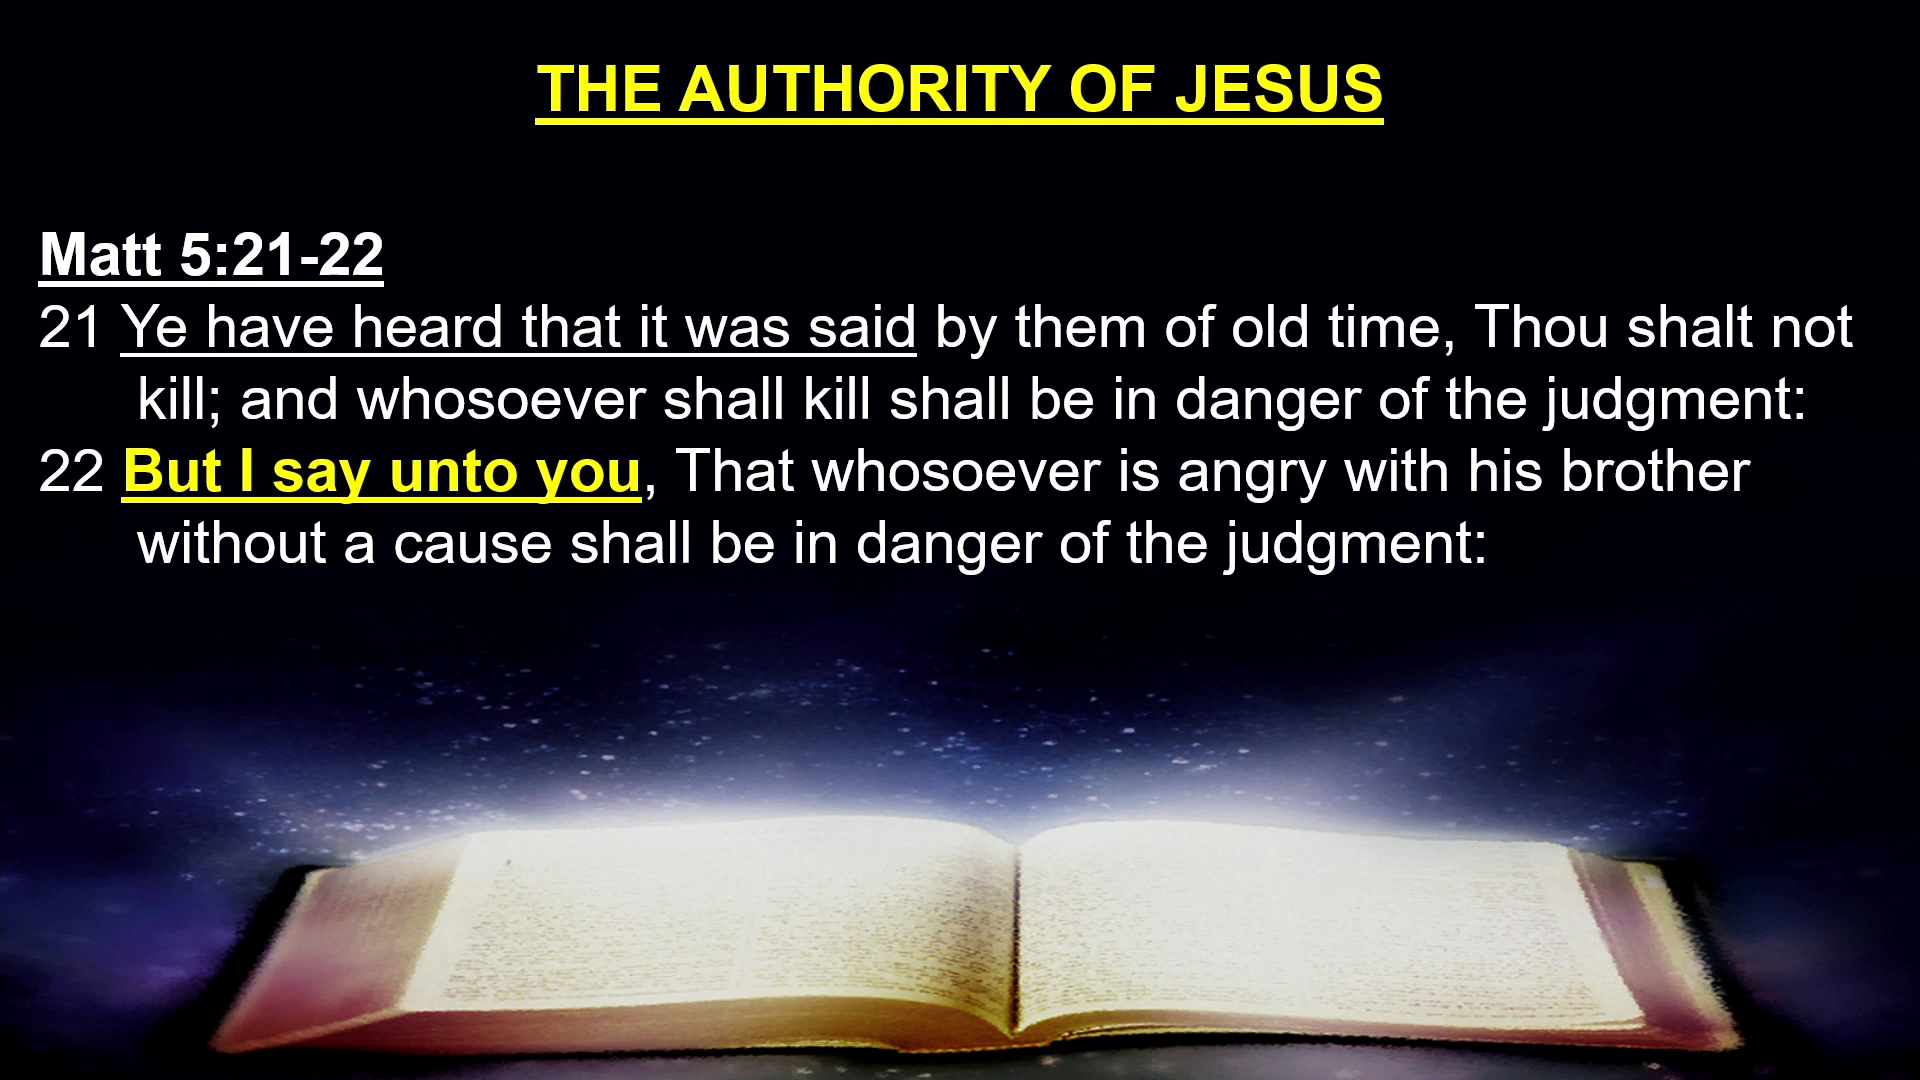 THE AUTHORITY OF JESUS
Matt 5:21-22
21 Ye have heard that it was said by them of old time, Thou shalt not
kill; and whosoever shall kill shall be in danger of the judgment:
22 But I say unto you, That whosoever is angry with his brother
without a cause shall be in danger of the judgment: